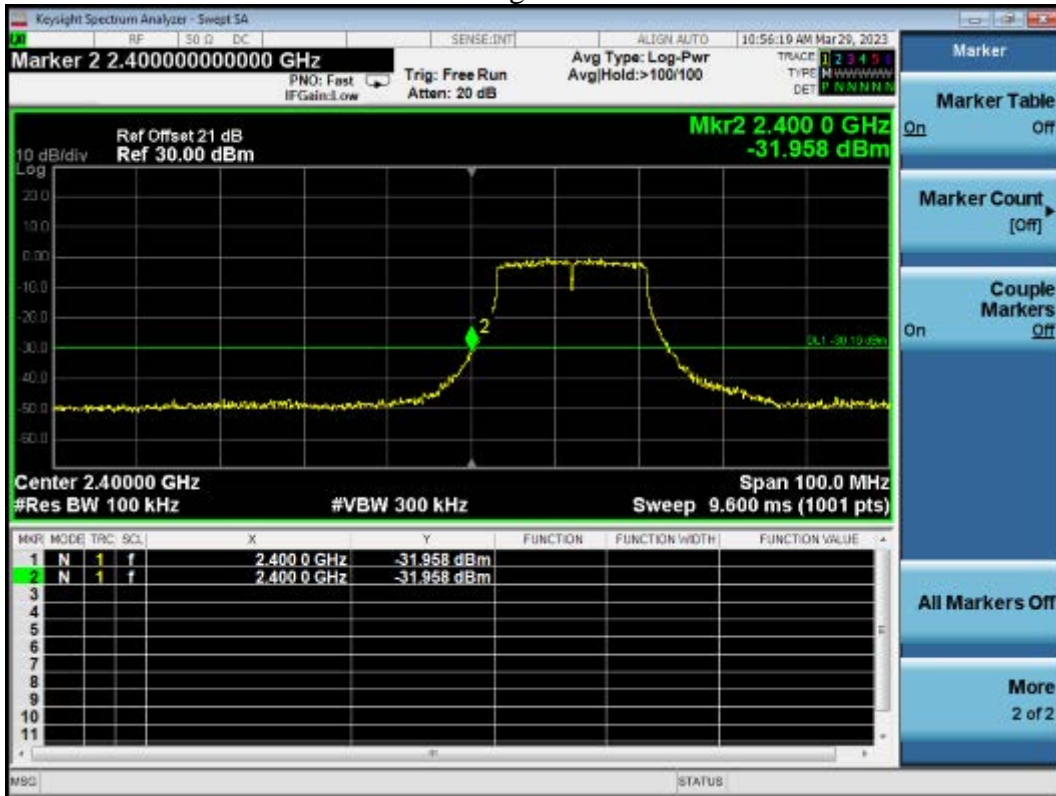 Keysight Spectrum Analyzer - Swept SA
RF 50 Ω DC SENSE:INT ALIGN AUTO 10:56:19 AM Mar 29, 2023
Marker 2 2.400000000000 GHz
PNO: Fast
IFGain:Low
Trig: Free Run
Atten: 20 dB
Avg Type: Log-Pwr
Avg|Hold:>100/100
TRACE 1 2 3 4 5 6
TYPE M WWWWW
DET P N N N N N
Ref Offset 21 dB
10 dB/div Ref 30.00 dBm
Log
Mkr2 2.400 0 GHz
-31.958 dBm
20.0
10.0
0.00
-10.0
-20.0
-30.0
-40.0
-50.0
-60.0
2
DL1 -30.19 dBm
Center 2.40000 GHz Span 100.0 MHz
#Res BW 100 kHz #VBW 300 kHz Sweep 9.600 ms (1001 pts)
MKR MODE TRC SCL X Y FUNCTION FUNCTION WIDTH FUNCTION VALUE
1 N 1 f 2.400 0 GHz -31.958 dBm
2 N 1 f 2.400 0 GHz -31.958 dBm
3
4
5
6
7
8
9
10
11
MSG STATUS
Marker
Marker Table
On Off
Marker Count
[Off]
Couple
Markers
On Off
All Markers Off
More
2 of 2